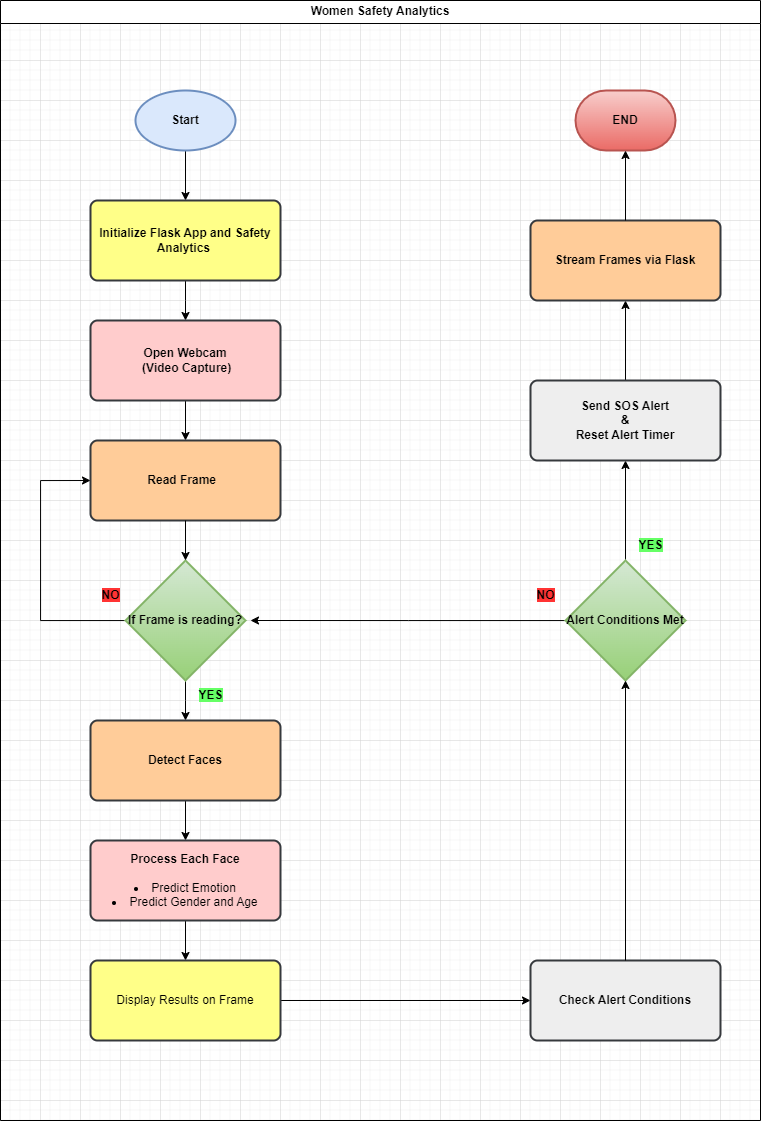 Women Safety Analytics
Start
Initialize Flask App and Safety
Analytics
Open Webcam
(Video Capture)
Read Frame
NO
If Frame is reading?
YES
Detect Faces
Process Each Face
• Predict Emotion
• Predict Gender and Age
Display Results on Frame
Check Alert Conditions
Alert Conditions Met
NO
YES
Send SOS Alert
&
Reset Alert Timer
Stream Frames via Flask
END